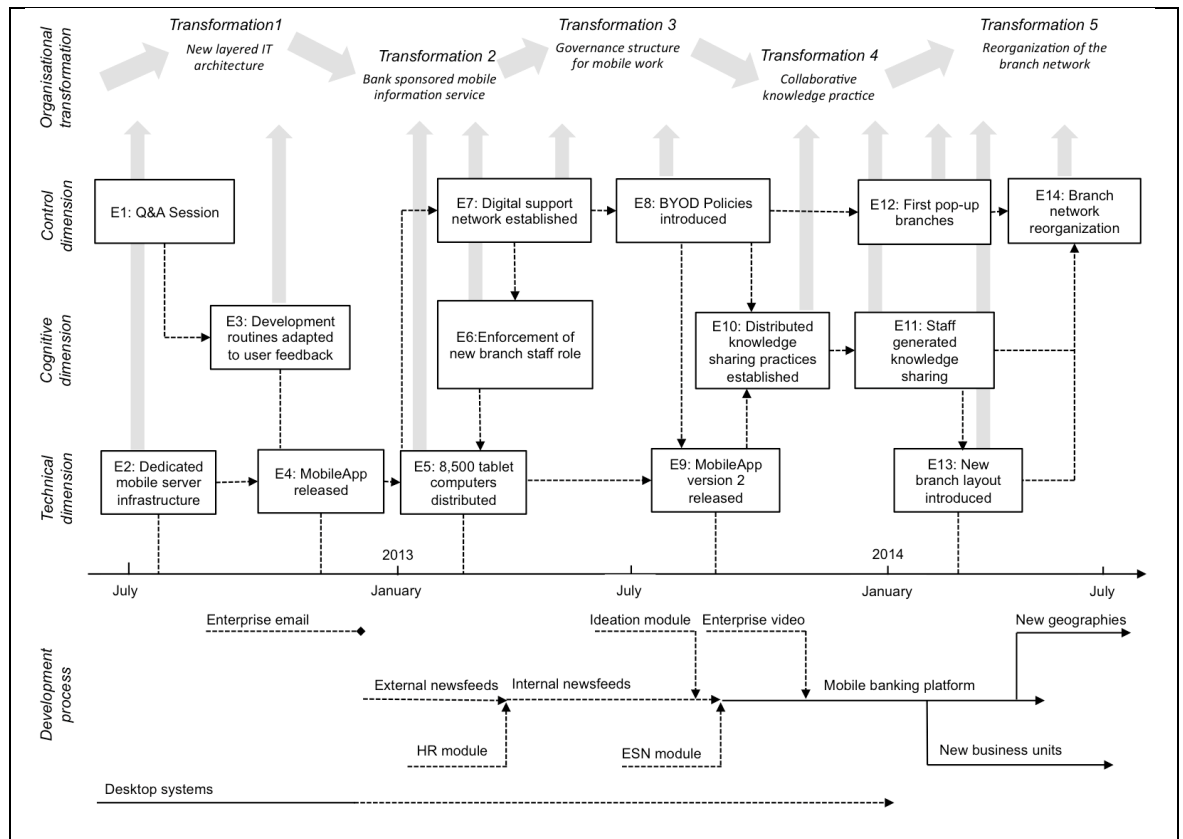 Organisational
transformation
Transformation1
New layered IT
architecture
Transformation 2
Bank sponsored mobile
information service
Transformation 3
Governance structure
for mobile work
Transformation 4
Collaborative
knowledge practice
Transformation 5
Reorganization of the
branch network
Control
dimension
E1: Q&A Session
E7: Digital support
network established
E8: BYOD Policies
introduced
E12: First pop-up
branches
E14: Branch
network
reorganization
Cognitive
dimension
E3: Development
routines adapted
to user feedback
E6:Enforcement of
new branch staff role
E10: Distributed
knowledge
sharing practices
established
E11: Staff
generated
knowledge
sharing
Technical
dimension
E2: Dedicated
mobile server
infrastructure
E4: MobileApp
released
E5: 8,500 tablet
computers
distributed
E9: MobileApp
version 2
released
E13: New
branch layout
introduced
2013
2014
July
January
July
January
July
Development
process
Enterprise email
Ideation module
Enterprise video
New geographies
External newsfeeds
Internal newsfeeds
Mobile banking platform
HR module
ESN module
New business units
Desktop systems